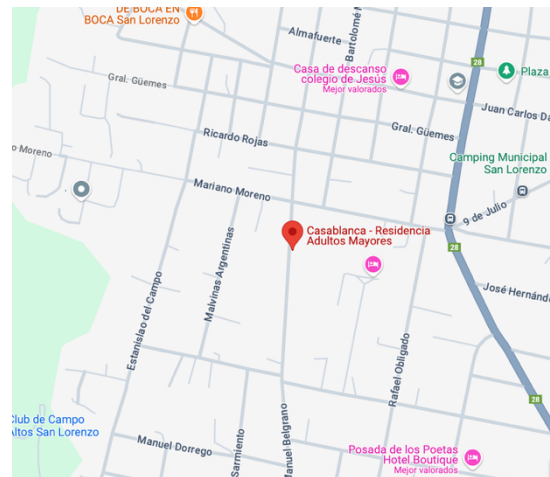 DE BOCA EN
BOCA San Lorenzo
Almafuerte
Bartolomé
28
Plaza
Casa de descanso
colegio de Jesús
Mejor valorados
Gral. Güemes
Juan Carlos
Gral. Güemes
Ricardo Rojas
Camping Municipal
San Lorenzo
Moreno
Mariano Moreno
9 de Julio
Casablanca - Residencia
Adultos Mayores
28
Malvinas Argentinas
José Hernánd
Estanislao del Campo
Rafael Obligado
28
Club de Campo
Altos San Lorenzo
Manuel Dorrego
Sarmiento
Manuel Belgrano
Posada de los Poetas
Hotel Boutique
Mejor valorados